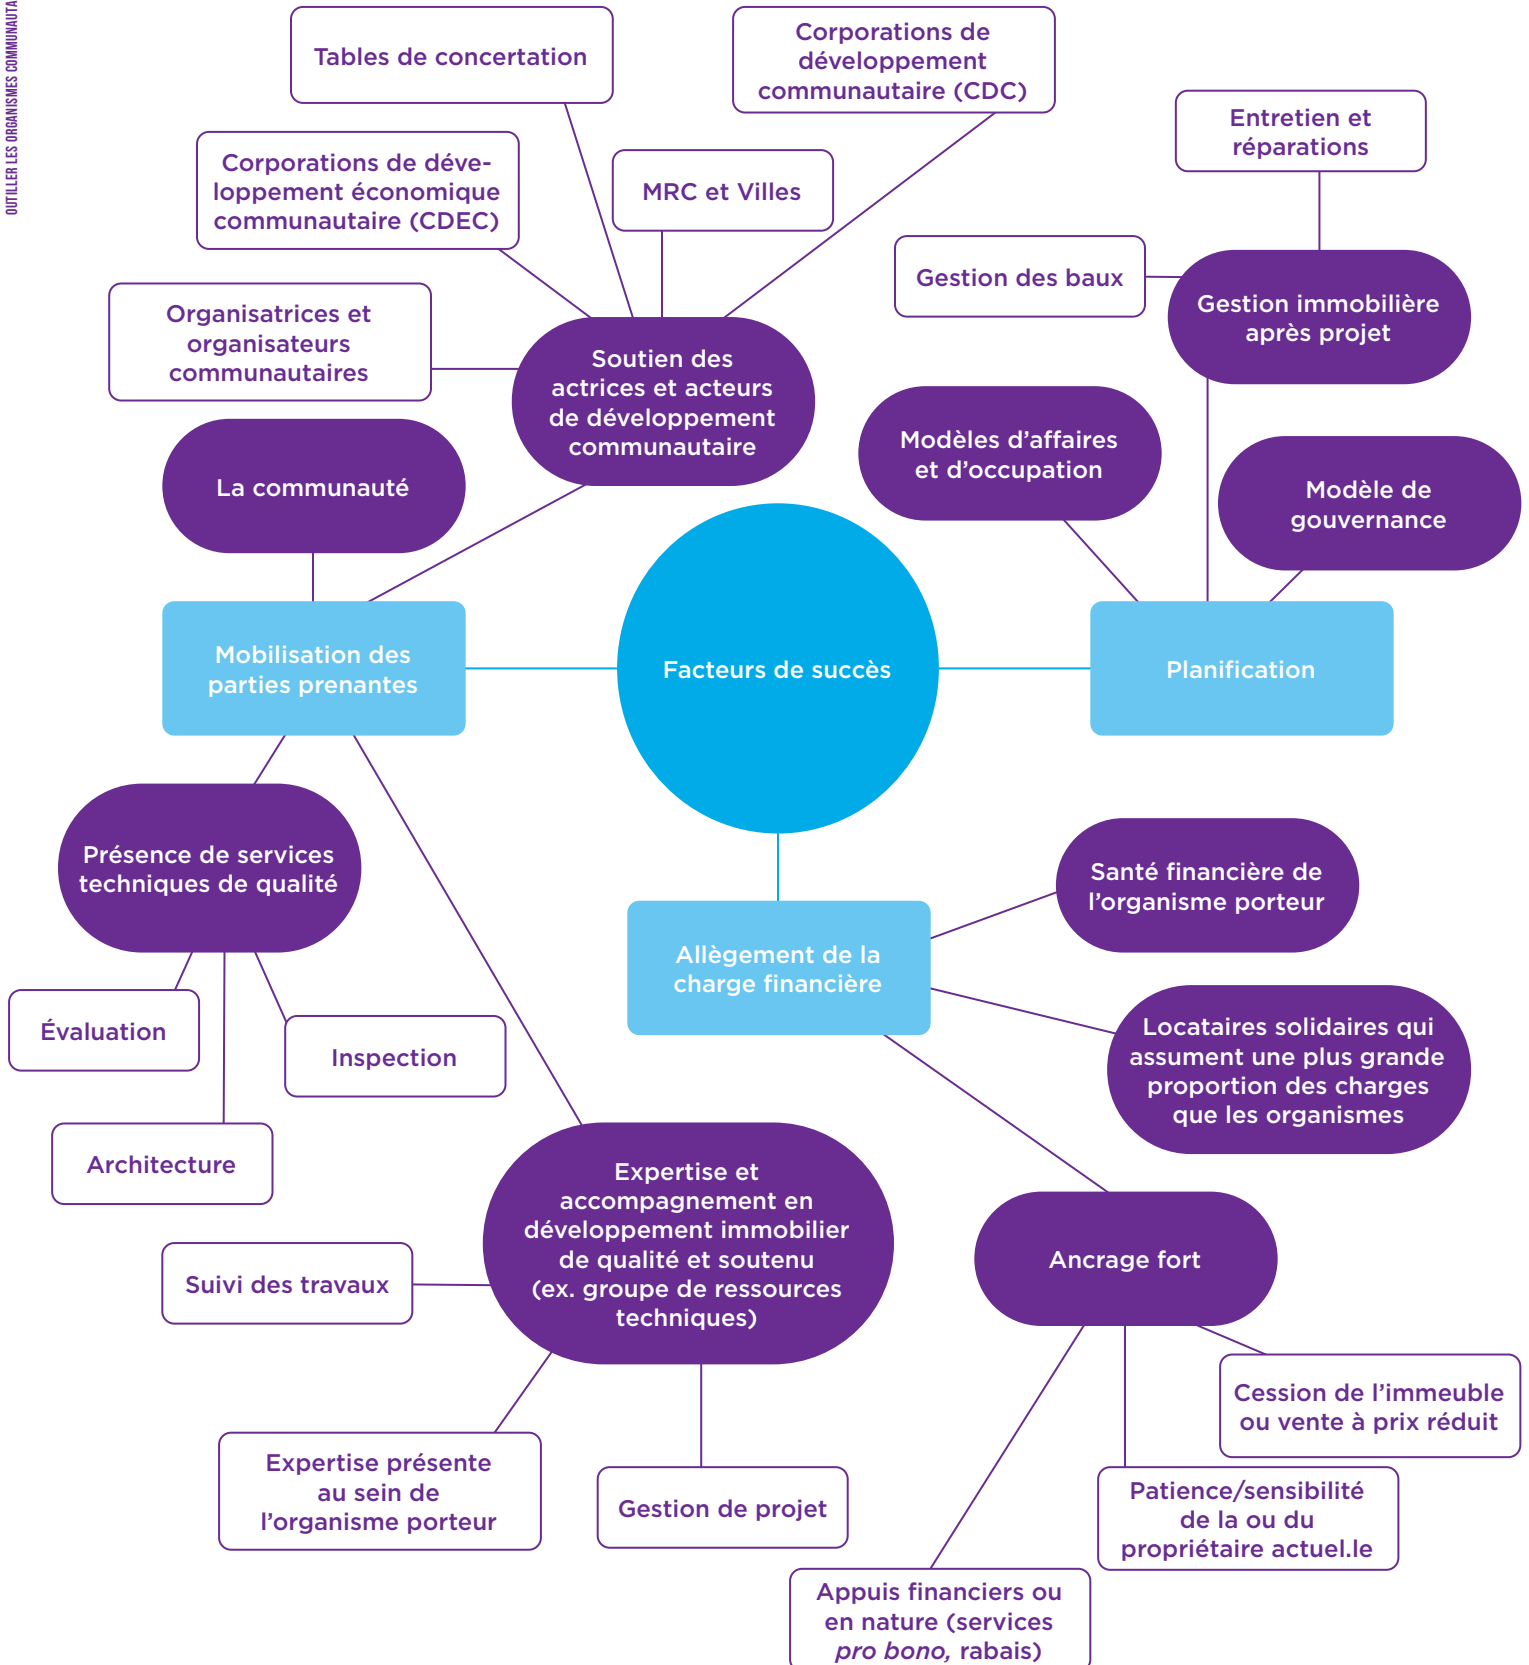 OUTILLER LES ORGANISMES
Tables de concertation
Corporations de
développement
communautaire (CDC)
Entretien et
réparations
Corporations de déve-
loppement économique
communautaire (CDEC)
MRC et Villes
Gestion des baux
Gestion immobilière
après projet
Organisatrices et
organisateurs
communautaires
Soutien des
actrices et acteurs
de développement
communautaire
Modèles d’affaires
et d’occupation
La communauté
Modèle de
gouvernance
Mobilisation des
parties prenantes
Facteurs de succès
Planification
Présence de services
techniques de qualité
Santé financière de
l’organisme porteur
Allègement de la
charge financière
Évaluation
Inspection
Locataires solidaires qui
assument une plus grande
proportion des charges
que les organismes
Architecture
Expertise et
accompagnement en
développement immobilier
de qualité et soutenu
(ex. groupe de ressources
techniques)
Ancrage fort
Suivi des travaux
Cession de l’immeuble
ou vente à prix réduit
Expertise présente
au sein de
l’organisme porteur
Gestion de projet
Patience/sensibilité
de la ou du
propriétaire actuel.le
Appuis financiers ou
en nature (services
pro bono, rabais)